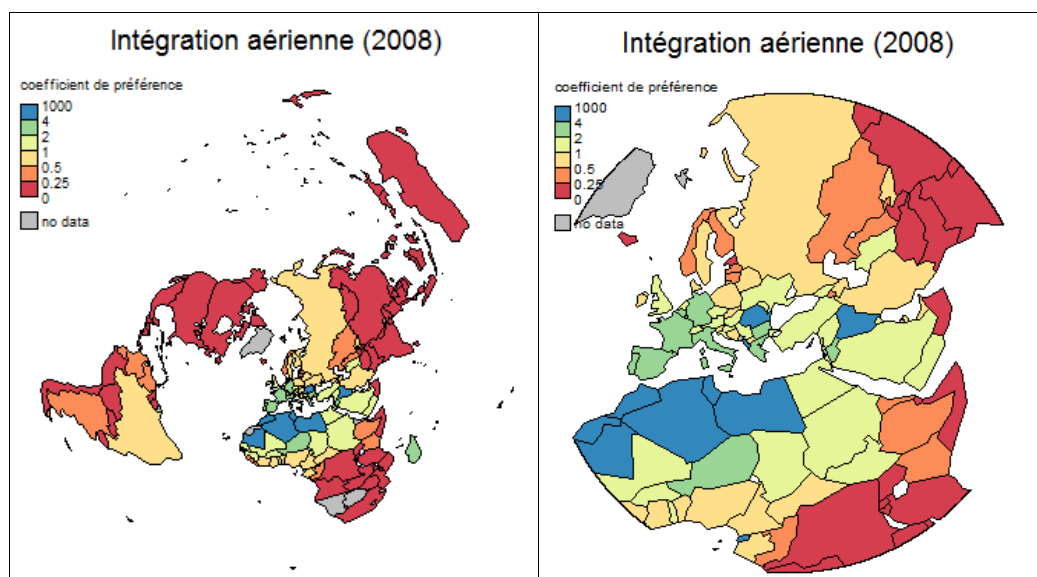 Intégration aérienne (2008)
coefficient de préférence
1000
4
2
1
0.5
0.25
0
no data
Intégration aérienne (2008)
coefficient de préférence
1000
4
2
1
0.5
0.25
0
no data